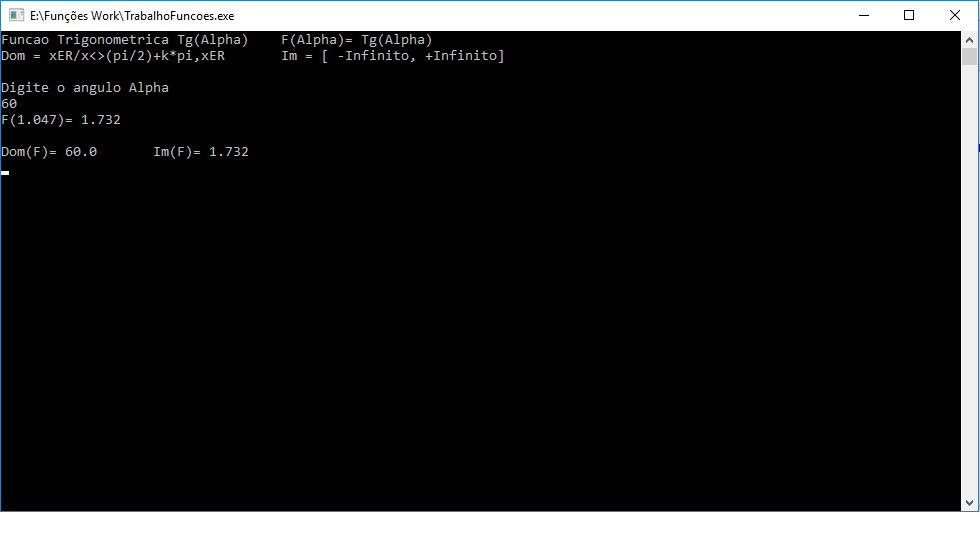 E:\Funções Work\TrabalhoFuncoes.exe
Funcao Trigonometrica Tg(Alpha)    F(Alpha)= Tg(Alpha)
Dom = xER/x<>(pi/2)+k*pi,xER       Im = [ -Infinito, +Infinito]
Digite o angulo Alpha
60
F(1.047)= 1.732
Dom(F)= 60.0       Im(F)= 1.732